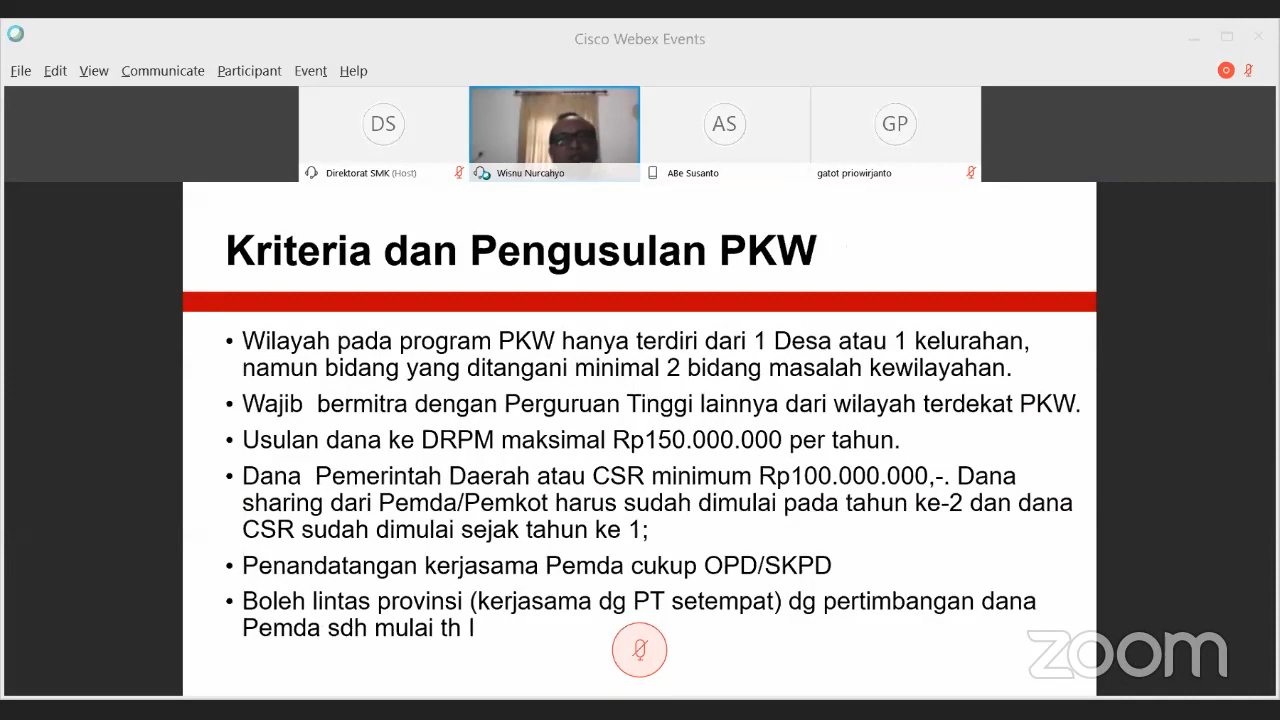 Cisco Webex Events
File Edit View Communicate Participant Event Help
DS
AS
GP
Direktorat SMK (Host)
Wisnu Nurcahyo
ABe Susanto
gatot priowirjanto
Kriteria dan Pengusulan PKW
• Wilayah pada program PKW hanya terdiri dari 1 Desa atau 1 kelurahan,
namun bidang yang ditangani minimal 2 bidang masalah kewilayahan.
• Wajib bermitra dengan Perguruan Tinggi lainnya dari wilayah terdekat PKW.
• Usulan dana ke DRPM maksimal Rp150.000.000 per tahun.
• Dana Pemerintah Daerah atau CSR minimum Rp100.000.000,-. Dana
sharing dari Pemda/Pemkot harus sudah dimulai pada tahun ke-2 dan dana
CSR sudah dimulai sejak tahun ke 1;
• Penandatangan kerjasama Pemda cukup OPD/SKPD
• Boleh lintas provinsi (kerjasama dg PT setempat) dg pertimbangan dana
Pemda sdh mulai th I
zoom